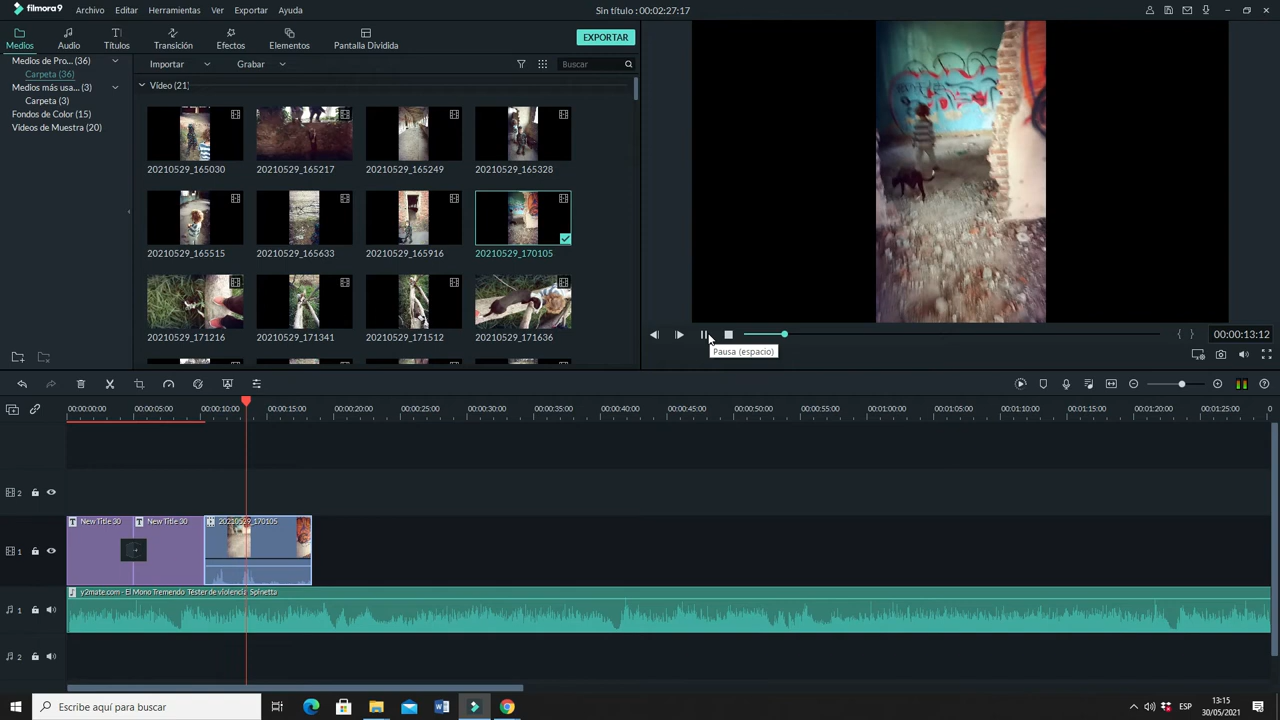 filmora9 Archivo Editar Herramientas Ver Exportar Ayuda Sin título : 00:02:27:17
Medios Audio Títulos Transición Efectos Elementos Pantalla Dividida EXPORTAR
Medios de Pro... (36) Importar Grabar Buscar
Carpeta (36)
Medios más usa... (3) Vídeo (21)
Carpeta (3)
Fondos de Color (15)
Videos de Muestra (20)
20210529_165030 20210529_165217 20210529_165249 20210529_165328
20210529_165515 20210529_165633 20210529_165916 20210529_170105
20210529_171216 20210529_171341 20210529_171512 20210529_171636
00:00:13:12
Pausa (espacio)
00:00:00:00 00:00:05:00 00:00:10:00 00:00:15:00 00:00:20:00 00:00:25:00 00:00:30:00 00:00:35:00 00:00:40:00 00:00:45:00 00:00:50:00 00:00:55:00 00:01:00:00 00:01:05:00 00:01:10:00 00:01:15:00 00:01:20:00 00:01:25:00 0
2
New Title 30 New Title 30 20210529_170105
1
y2mate.com - El Mono Tremendo Téster de violencia Spinetta
1
2
Escribe aquí para buscar ESP 13:15
30/05/2021